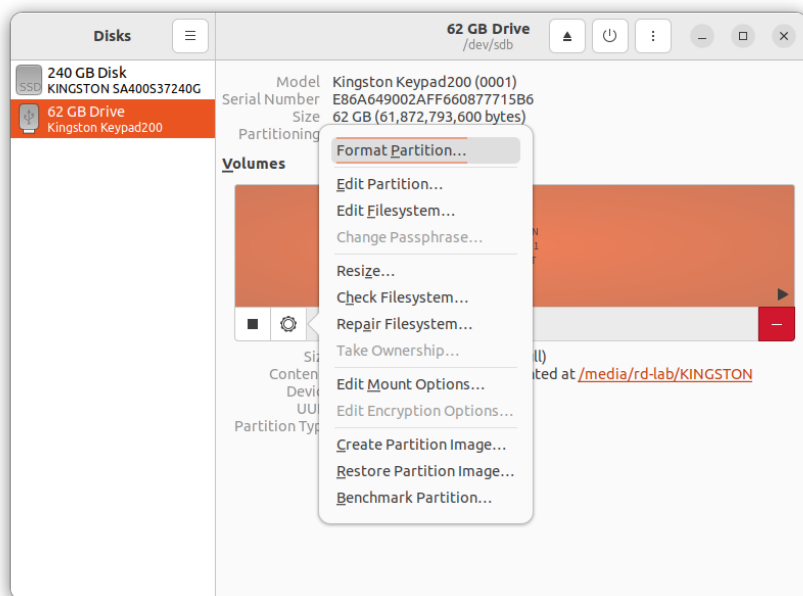 Disks
62 GB Drive
/dev/sdb
240 GB Disk
KINGSTON SA400S37240G
SSD
62 GB Drive
Kingston Keypad200
Model Kingston Keypad200 (0001)
Serial Number E86A649002AFF660877715B6
Size 62 GB (61,872,793,600 bytes)
Partitioning
Volumes
Format Partition...
Edit Partition...
Edit Filesystem...
Change Passphrase...
Resize...
Check Filesystem...
Repair Filesystem...
Take Ownership...
Edit Mount Options...
Edit Encryption Options...
Create Partition Image...
Restore Partition Image...
Benchmark Partition...
/media/rd-lab/KINGSTON
Partition